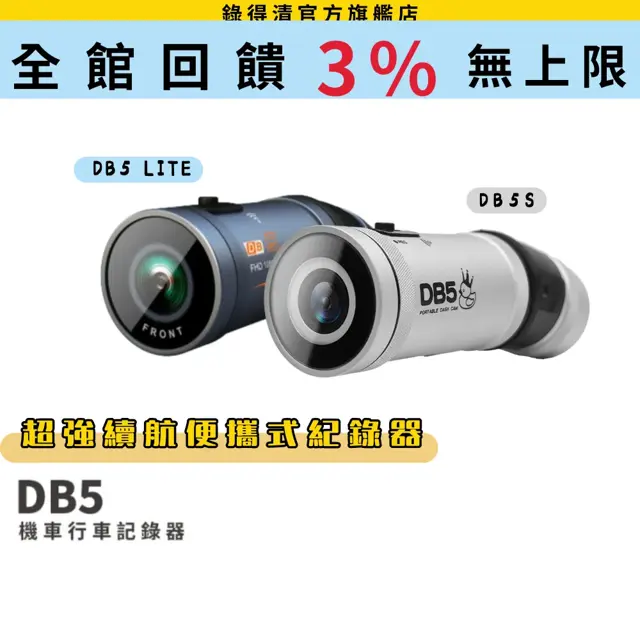 錄得清官方旗艦店
全館回饋 3% 無上限
DB5 LITE
DB5S
DB
FHD
FRONT
DB5
PORTABLE DASH CAM
超強續航便攜式紀錄器
DB5
機車行車記錄器